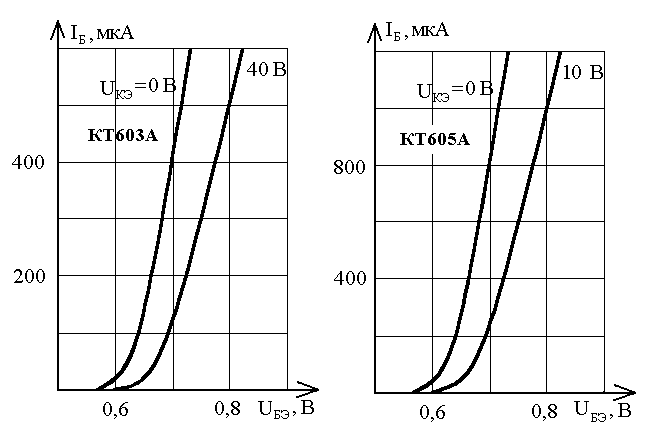 I_Б, мкА
U_КЭ=0 В
40 В
КТ603А
400
200
0,6
0,8
U_БЭ, В
I_Б, мкА
U_КЭ=0 В
10 В
КТ605А
800
400
0,6
0,8
U_БЭ, В